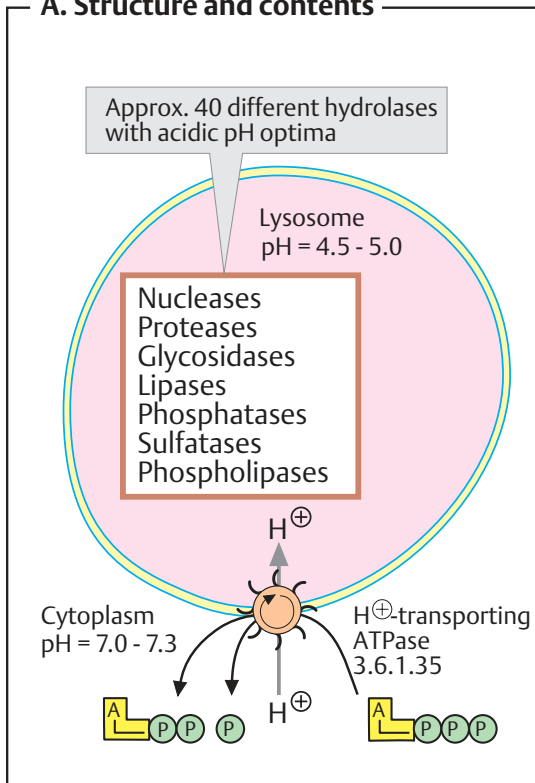 A. Structure and contents
Approx. 40 different hydrolases
with acidic pH optima
Lysosome
pH = 4.5 - 5.0
Nucleases
Proteases
Glycosidases
Lipases
Phosphatases
Sulfatases
Phospholipases
H⊕
Cytoplasm
pH = 7.0 - 7.3
H⊕-transporting
ATPase
3.6.1.35
A P P P
H⊕
A P P P